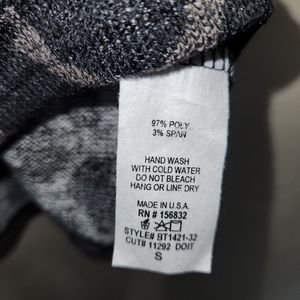 97% POLY
3% SPAN
HAND WASH
WITH COLD WATER
DO NOT BLEACH
HANG OR LINE DRY
MADE IN U.S.A.
RN # 156832
STYLE# BT1421-32
CUT# 11292 DOIT
S